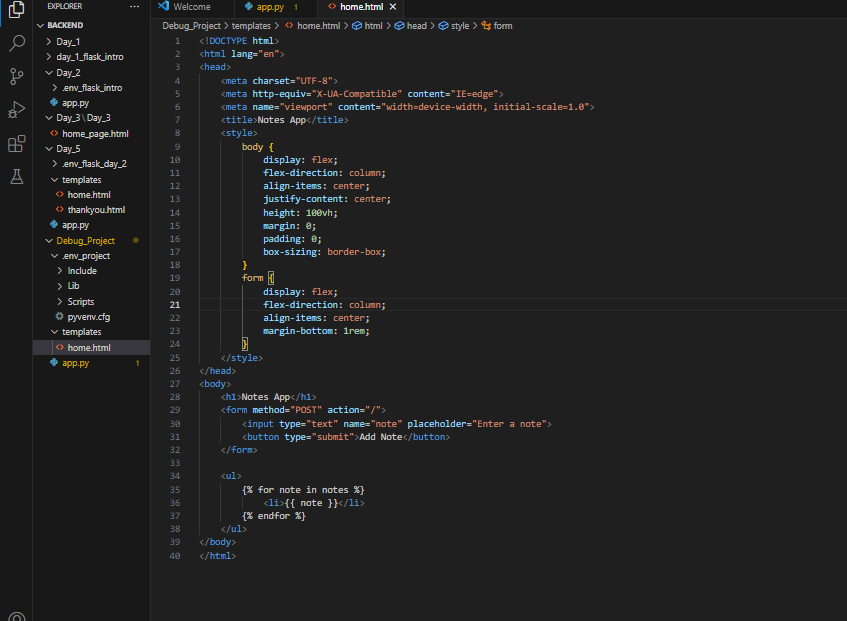 EXPLORER ···
Welcome
app.py 1
home.html
BACKEND
Debug_Project > templates > home.html > html > head > style > form
Day_1
day_1_flask_intro
Day_2
.env_flask_intro
app.py
Day_3 \ Day_3
home_page.html
Day_5
.env_flask_day_2
templates
home.html
thankyou.html
app.py
Debug_Project
.env_project
Include
Lib
Scripts
pyvenv.cfg
templates
home.html
app.py 1
1 <!DOCTYPE html>
2 <html lang="en">
3 <head>
4 <meta charset="UTF-8">
5 <meta http-equiv="X-UA-Compatible" content="IE=edge">
6 <meta name="viewport" content="width=device-width, initial-scale=1.0">
7 <title>Notes App</title>
8 <style>
9 body {
10 display: flex;
11 flex-direction: column;
12 align-items: center;
13 justify-content: center;
14 height: 100vh;
15 margin: 0;
16 padding: 0;
17 box-sizing: border-box;
18 }
19 form {
20 display: flex;
21 flex-direction: column;
22 align-items: center;
23 margin-bottom: 1rem;
24 }
25 </style>
26 </head>
27 <body>
28 <h1>Notes App</h1>
29 <form method="POST" action="/">
30 <input type="text" name="note" placeholder="Enter a note">
31 <button type="submit">Add Note</button>
32 </form>
33
34 <ul>
35 {% for note in notes %}
36 <li>{{ note }}</li>
37 {% endfor %}
38 </ul>
39 </body>
40 </html>